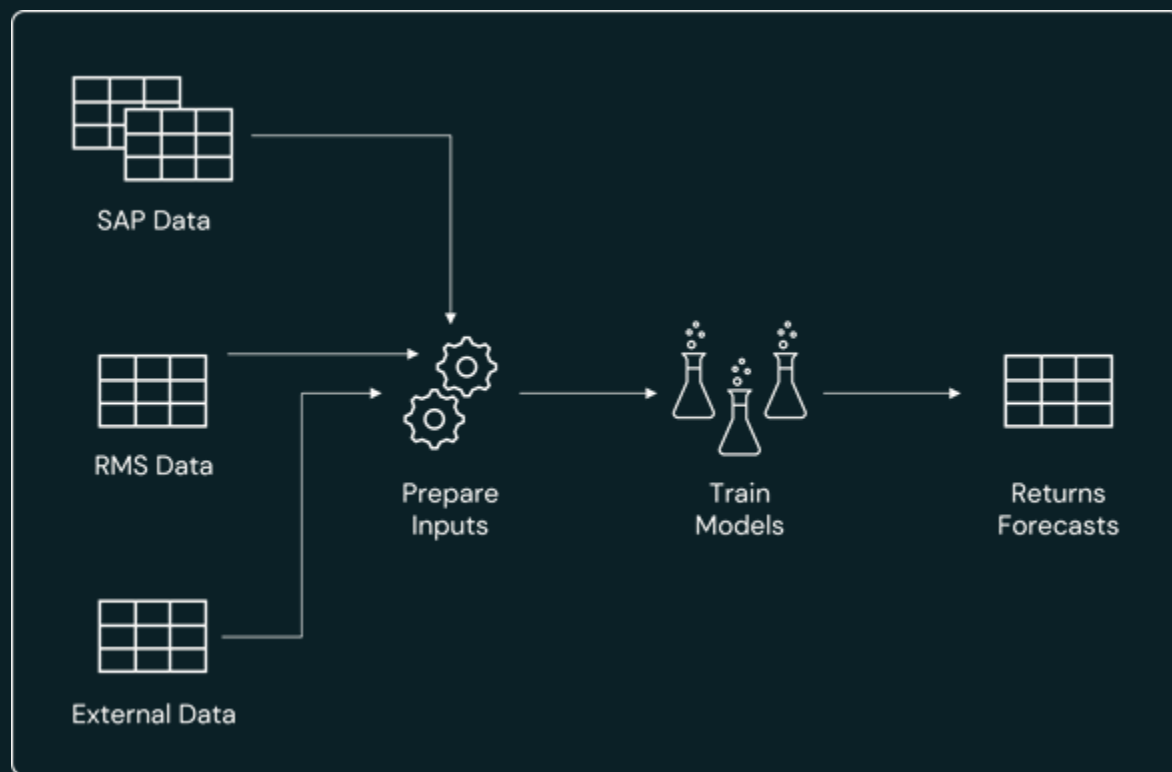 SAP Data
RMS Data
External Data
Prepare
Inputs
Train
Models
Returns
Forecasts